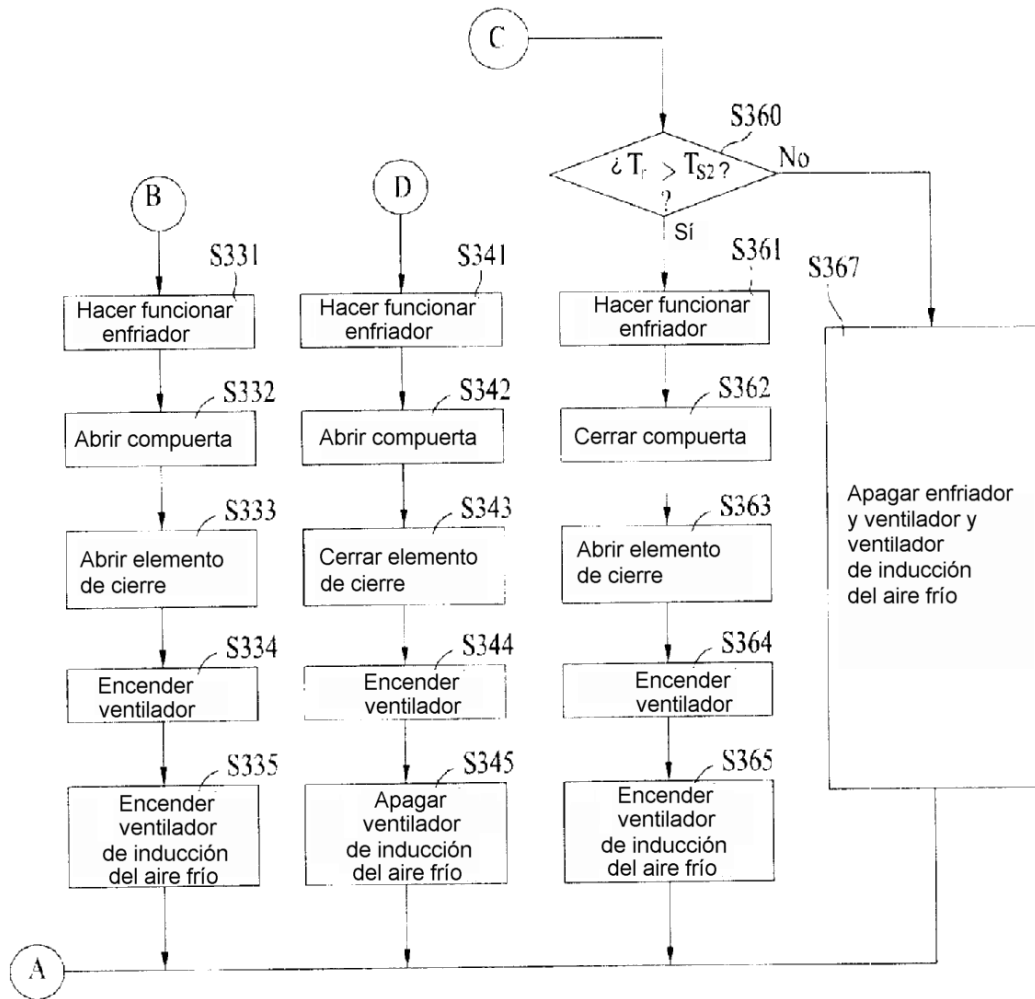 C
S360
¿Tr > TS2?
?
No
Sí
B
D
S331
Hacer funcionar
enfriador
S341
Hacer funcionar
enfriador
S361
Hacer funcionar
enfriador
S367
Apagar enfriador
y ventilador y
ventilador
de inducción
del aire frío
S332
Abrir compuerta
S342
Abrir compuerta
S362
Cerrar compuerta
S333
Abrir elemento
de cierre
S343
Cerrar elemento
de cierre
S363
Abrir elemento
de cierre
S334
Encender
ventilador
S344
Encender
ventilador
S364
Encender
ventilador
S335
Encender
ventilador
de inducción
del aire frío
S345
Apagar
ventilador
de inducción
del aire frío
S365
Encender
ventilador
de inducción
del aire frío
A